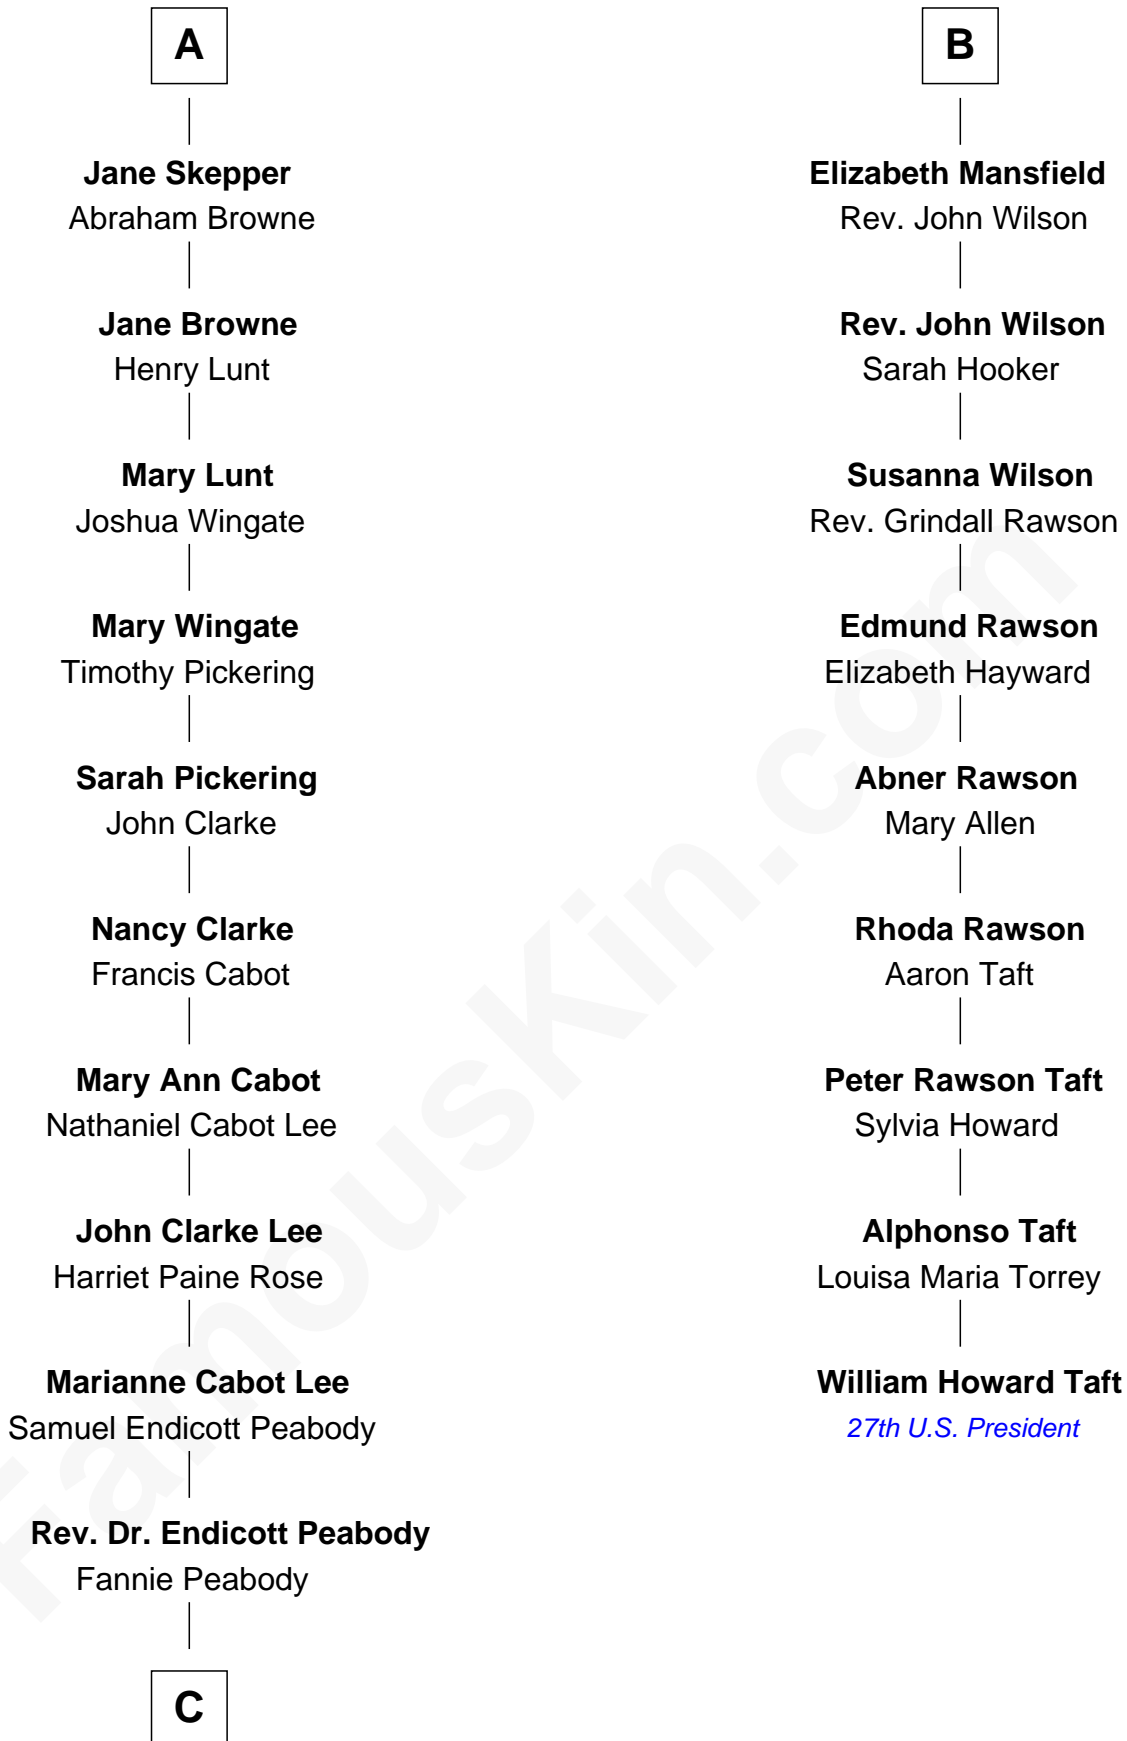 A
Jane Skepper
Abraham Browne
Jane Browne
Henry Lunt
Mary Lunt
Joshua Wingate
Mary Wingate
Timothy Pickering
Sarah Pickering
John Clarke
Nancy Clarke
Francis Cabot
Mary Ann Cabot
Nathaniel Cabot Lee
John Clarke Lee
Harriet Paine Rose
Marianne Cabot Lee
Samuel Endicott Peabody
Rev. Dr. Endicott Peabody
Fannie Peabody
C
B
Elizabeth Mansfield
Rev. John Wilson
Rev. John Wilson
Sarah Hooker
Susanna Wilson
Rev. Grindall Rawson
Edmund Rawson
Elizabeth Hayward
Abner Rawson
Mary Allen
Rhoda Rawson
Aaron Taft
Peter Rawson Taft
Sylvia Howard
Alphonso Taft
Louisa Maria Torrey
William Howard Taft
27th U.S. President
FamousKin.com